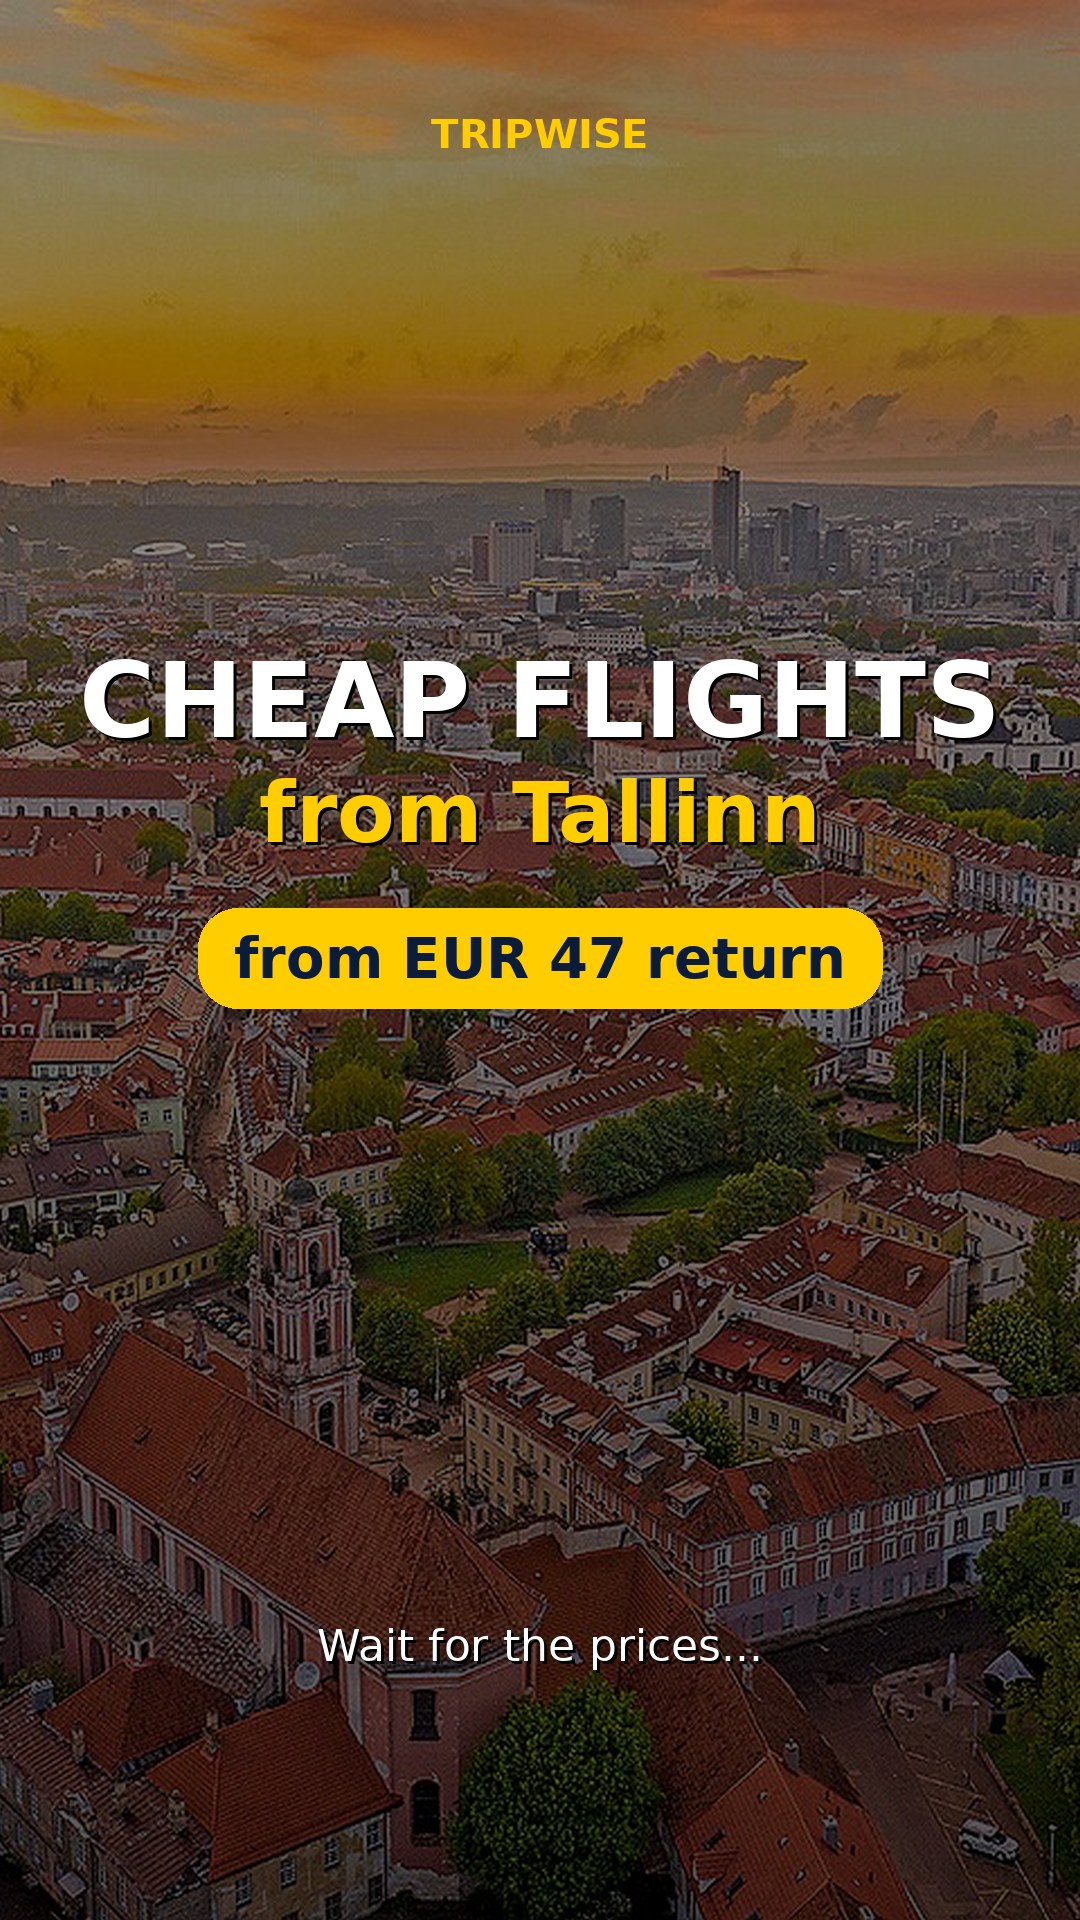 TRIPWISE
CHEAP FLIGHTS
from Tallinn
from EUR 47 return
Wait for the prices...